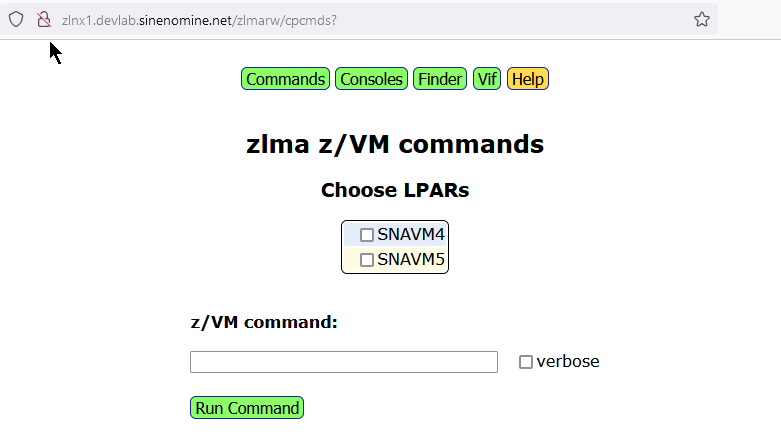 zlnx1.devlab.sinenomine.net/zlmarw/cpcmds?
Commands Consoles Finder Vif Help
zlma z/VM commands
Choose LPARs
SNAVM4
SNAVM5
z/VM command:
verbose
Run Command